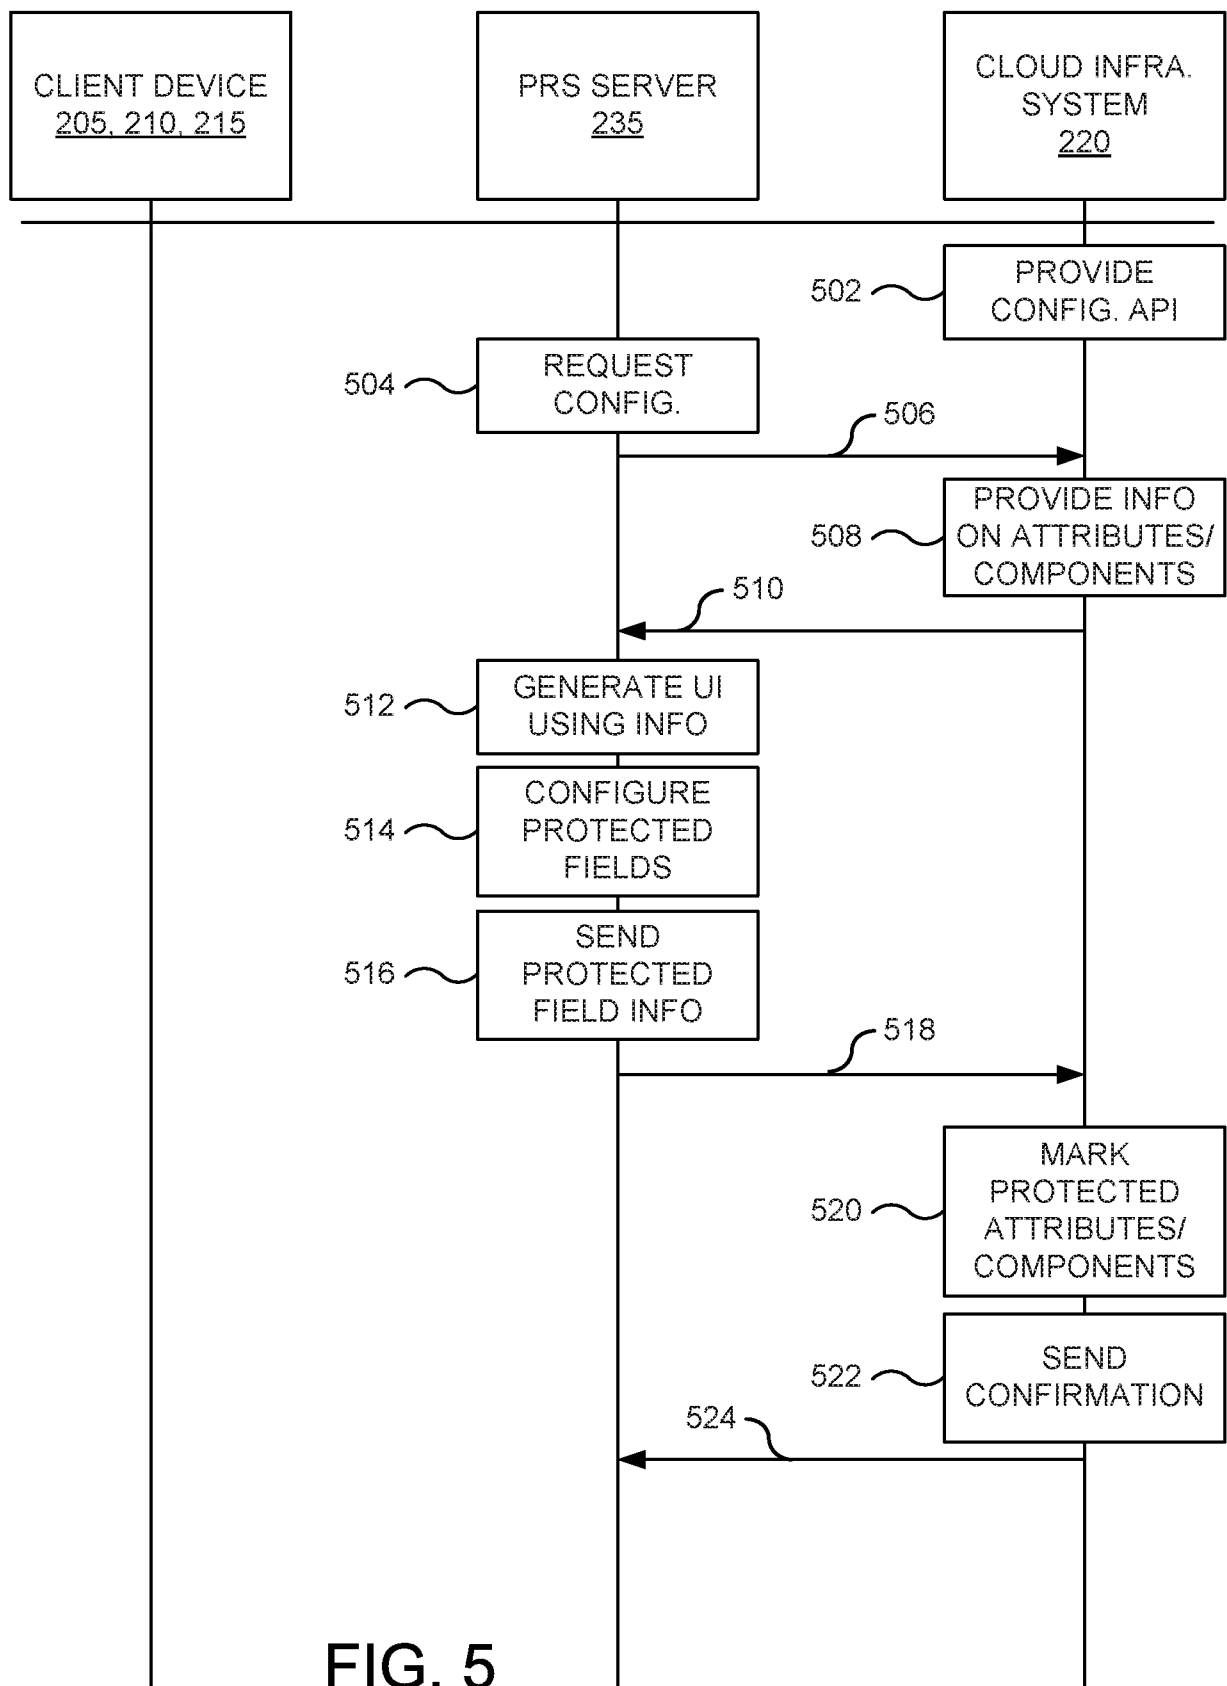 CLIENT DEVICE
205, 210, 215
PRS SERVER
235
CLOUD INFRA.
SYSTEM
220
502
PROVIDE
CONFIG. API
504
REQUEST
CONFIG.
506
508
PROVIDE INFO
ON ATTRIBUTES/
COMPONENTS
510
512
GENERATE UI
USING INFO
514
CONFIGURE
PROTECTED
FIELDS
516
SEND
PROTECTED
FIELD INFO
518
520
MARK
PROTECTED
ATTRIBUTES/
COMPONENTS
522
SEND
CONFIRMATION
524
FIG. 5